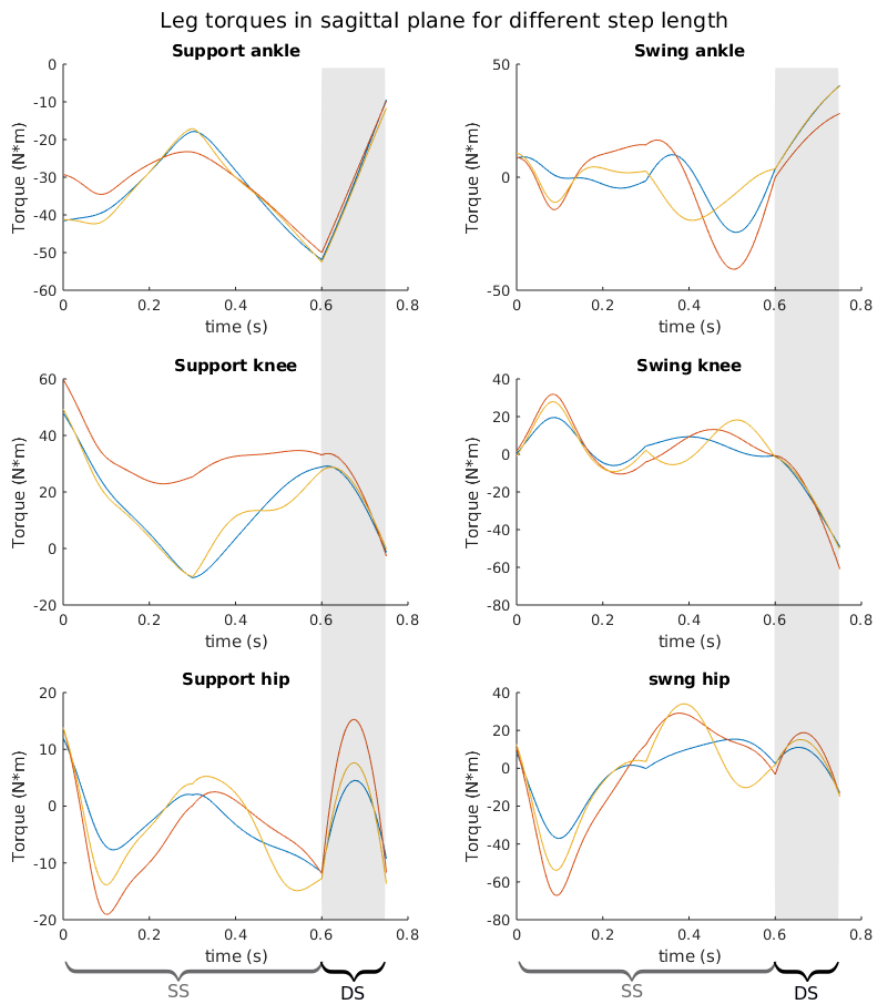 Leg torques in sagittal plane for different step length
Support ankle
0
-10
-20
-30
-40
-50
-60
Torque (N*m)
0 0.2 0.4 0.6 0.8
time (s)
Swing ankle
50
0
-50
Torque (N*m)
0 0.2 0.4 0.6 0.8
time (s)
Support knee
60
40
20
0
-20
Torque (N*m)
0 0.2 0.4 0.6 0.8
time (s)
Swing knee
40
20
0
-20
-40
-60
-80
Torque (N*m)
0 0.2 0.4 0.6 0.8
time (s)
Support hip
20
10
0
-10
-20
Torque (N*m)
0 0.2 0.4 0.6 0.8
time (s)
SS DS
swng hip
40
20
0
-20
-40
-60
-80
Torque (N*m)
0 0.2 0.4 0.6 0.8
time (s)
SS DS